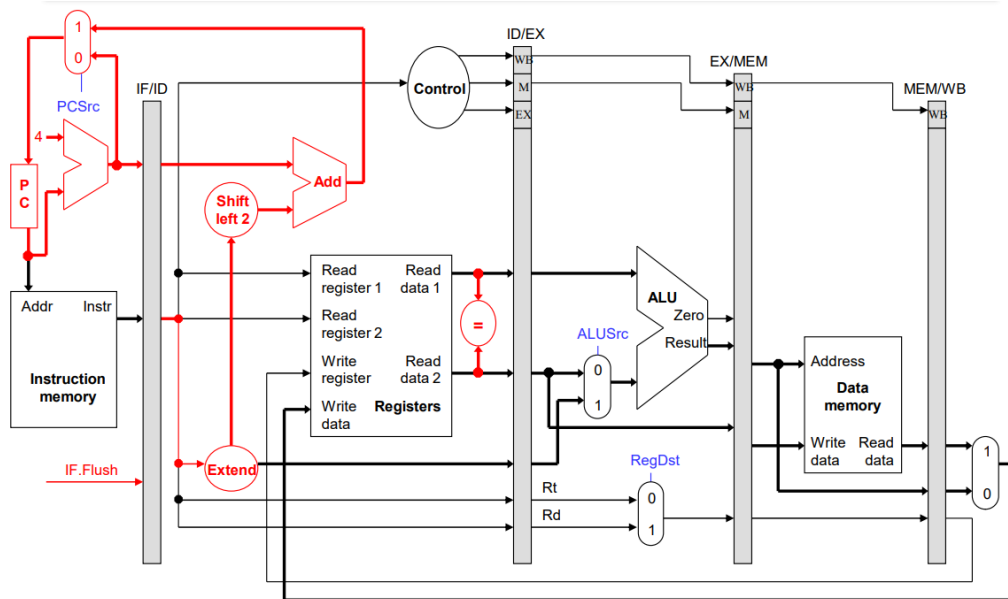 1
0
PCSrc
4
P
C
IF/ID
Control
ID/EX
WB
M
EX
EX/MEM
WB
M
MEM/WB
WB
Add
Shift
left 2
Addr
Instr
Instruction
memory
Read
register 1
Read
data 1
Read
register 2
Write
register
Read
data 2
Write
data
Registers
=
ALU
Zero
Result
ALUSrc
0
1
Address
Data
memory
Write
data
Read
data
1
0
IF.Flush
Extend
RegDst
Rt
0
Rd
1